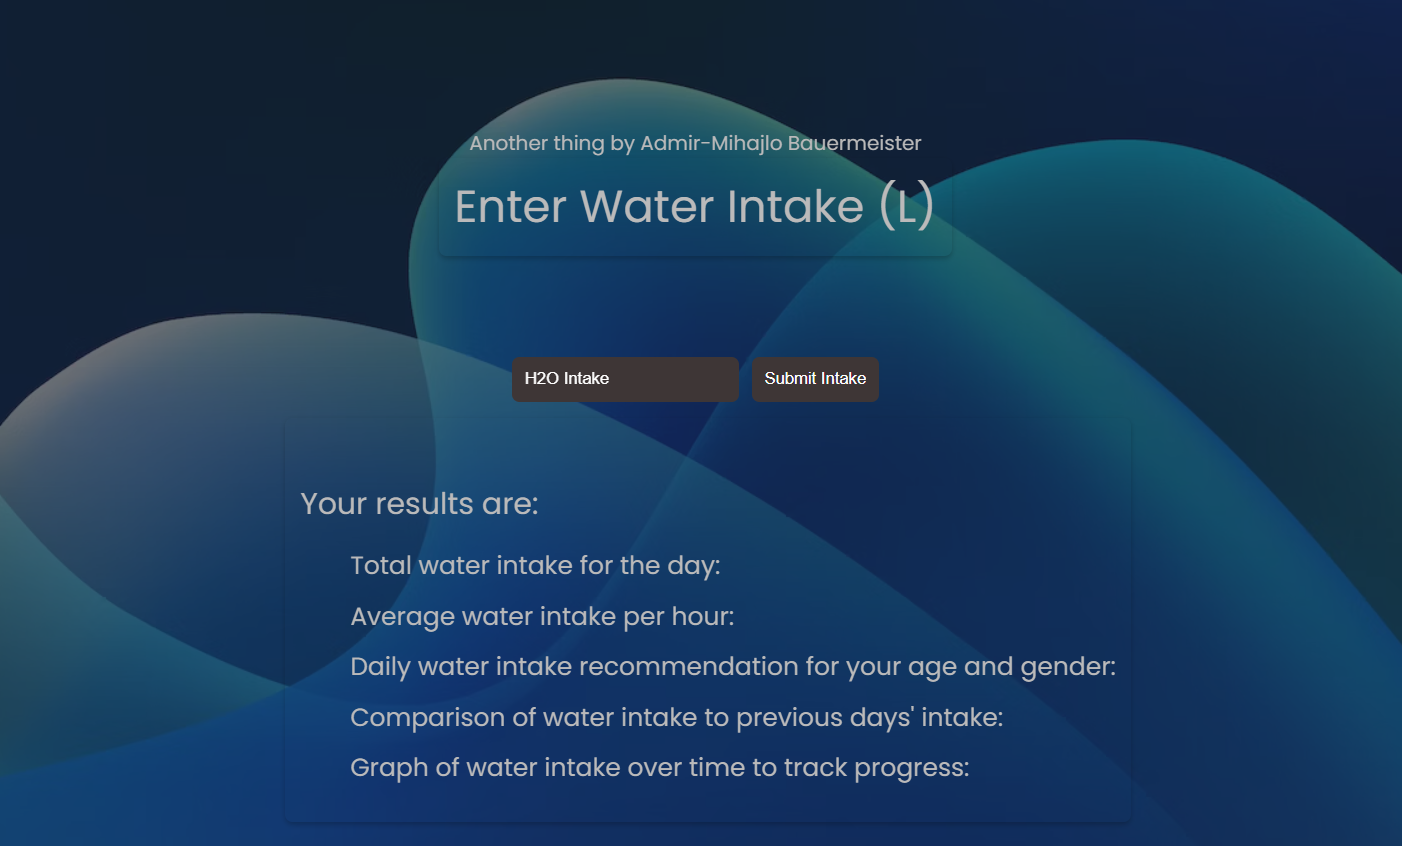 Another thing by Admir-Mihajlo Bauermeister
Enter Water Intake (L)
H2O Intake
Submit Intake
Your results are:
Total water intake for the day:
Average water intake per hour:
Daily water intake recommendation for your age and gender:
Comparison of water intake to previous days' intake:
Graph of water intake over time to track progress: